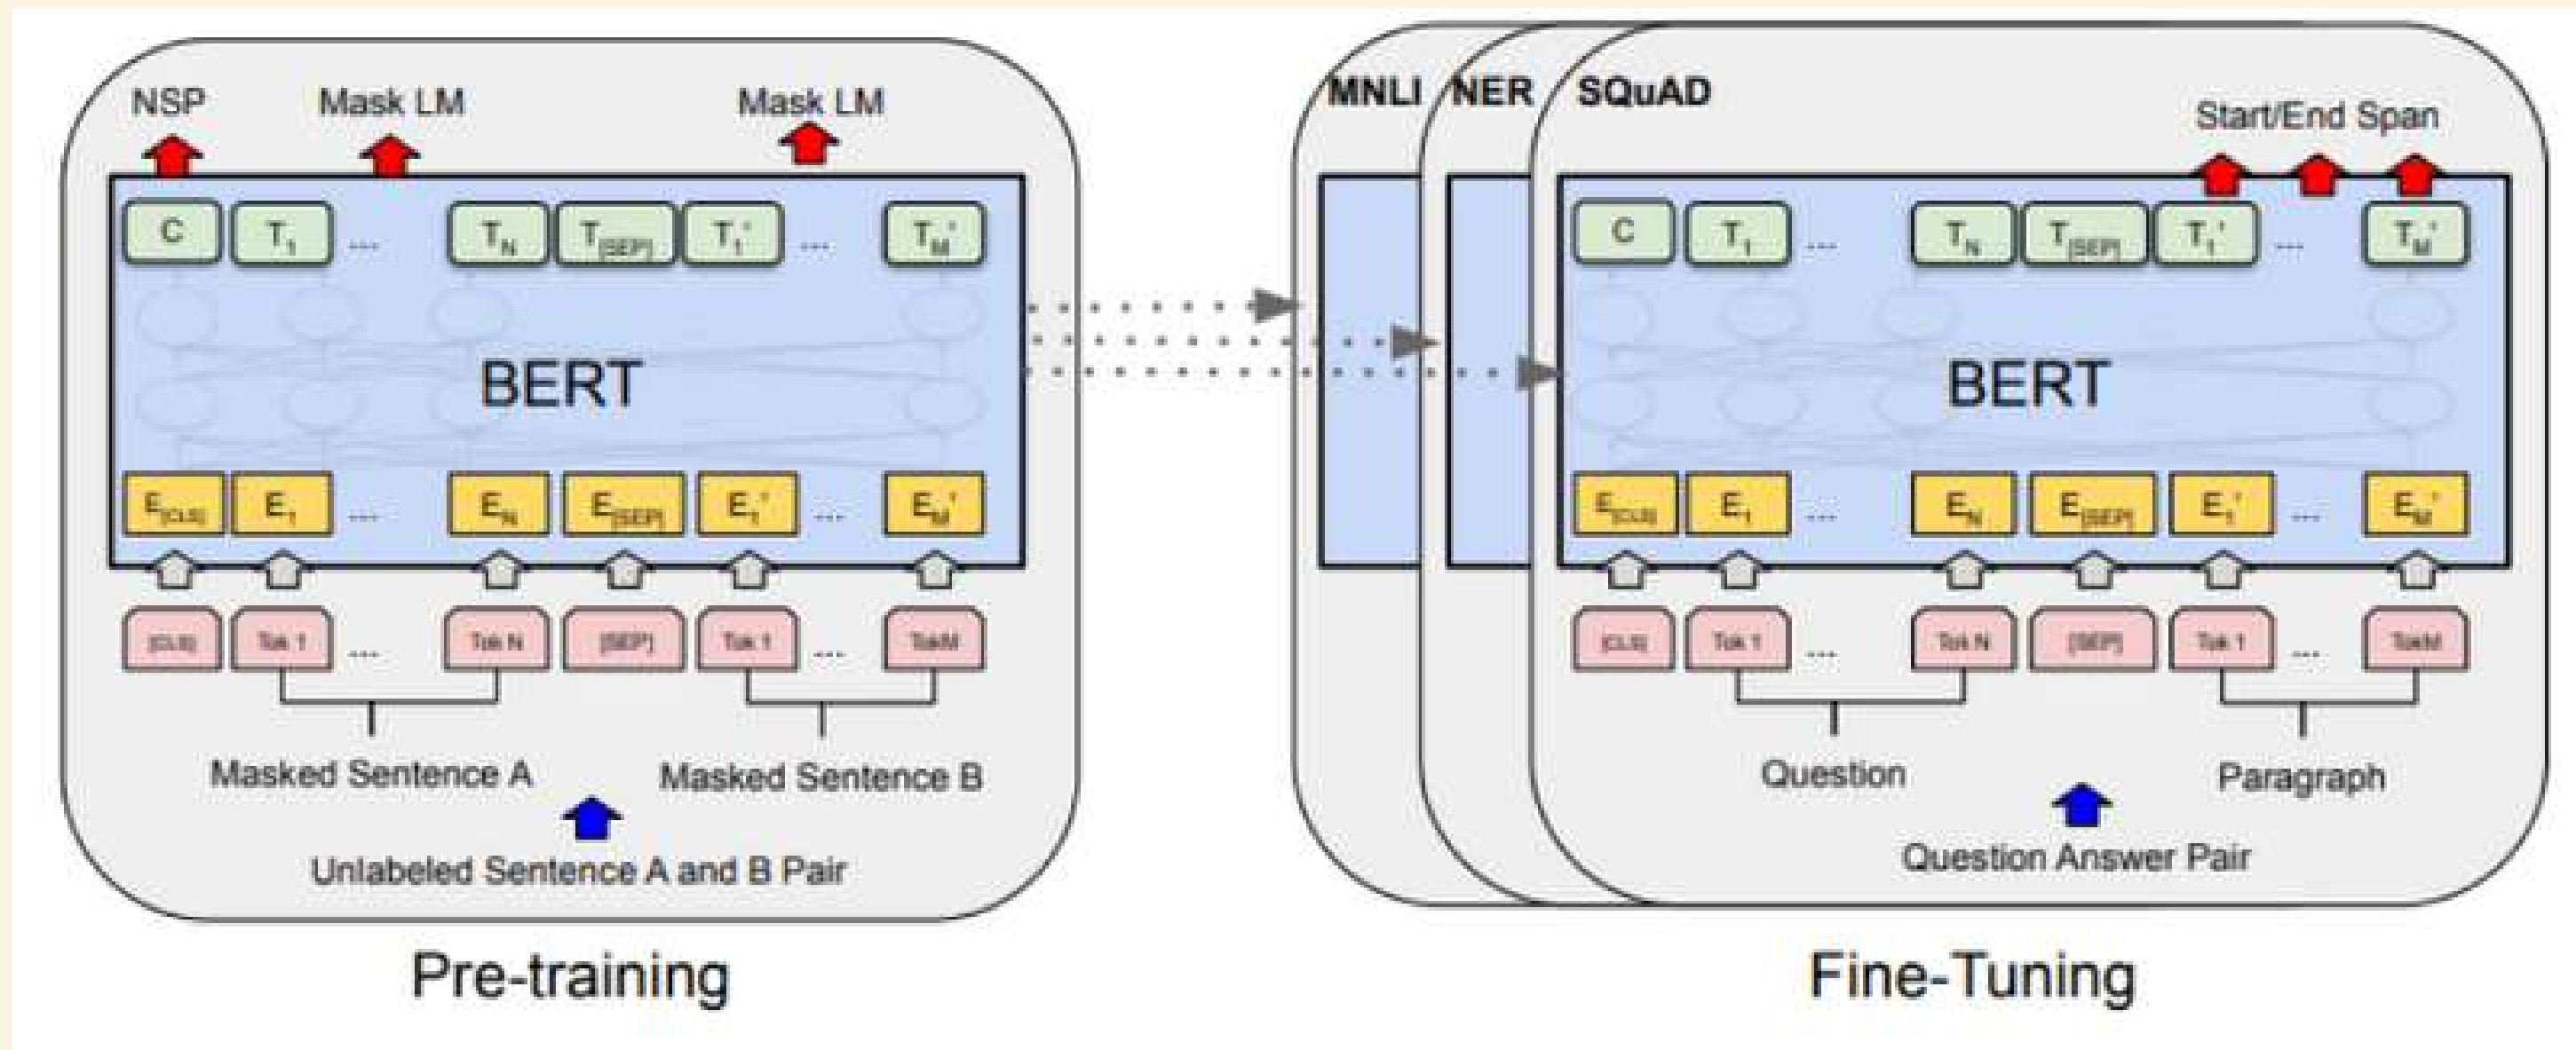 NSP Mask LM Mask LM
C T1 ... TN T[SEP] T1' ... TM'
BERT
E[CLS] E1 ... EN E[SEP] E1' ... EM'
[CLS] Tok 1 ... Tok N [SEP] Tok 1 ... TokM
Masked Sentence A Masked Sentence B
Unlabeled Sentence A and B Pair
Pre-training
MNLI NER SQuAD
Start/End Span
C T1 ... TN T[SEP] T1' ... TM'
BERT
E[CLS] E1 ... EN E[SEP] E1' ... EM'
[CLS] Tok 1 ... Tok N [SEP] Tok 1 ... TokM
Question Paragraph
Question Answer Pair
Fine-Tuning